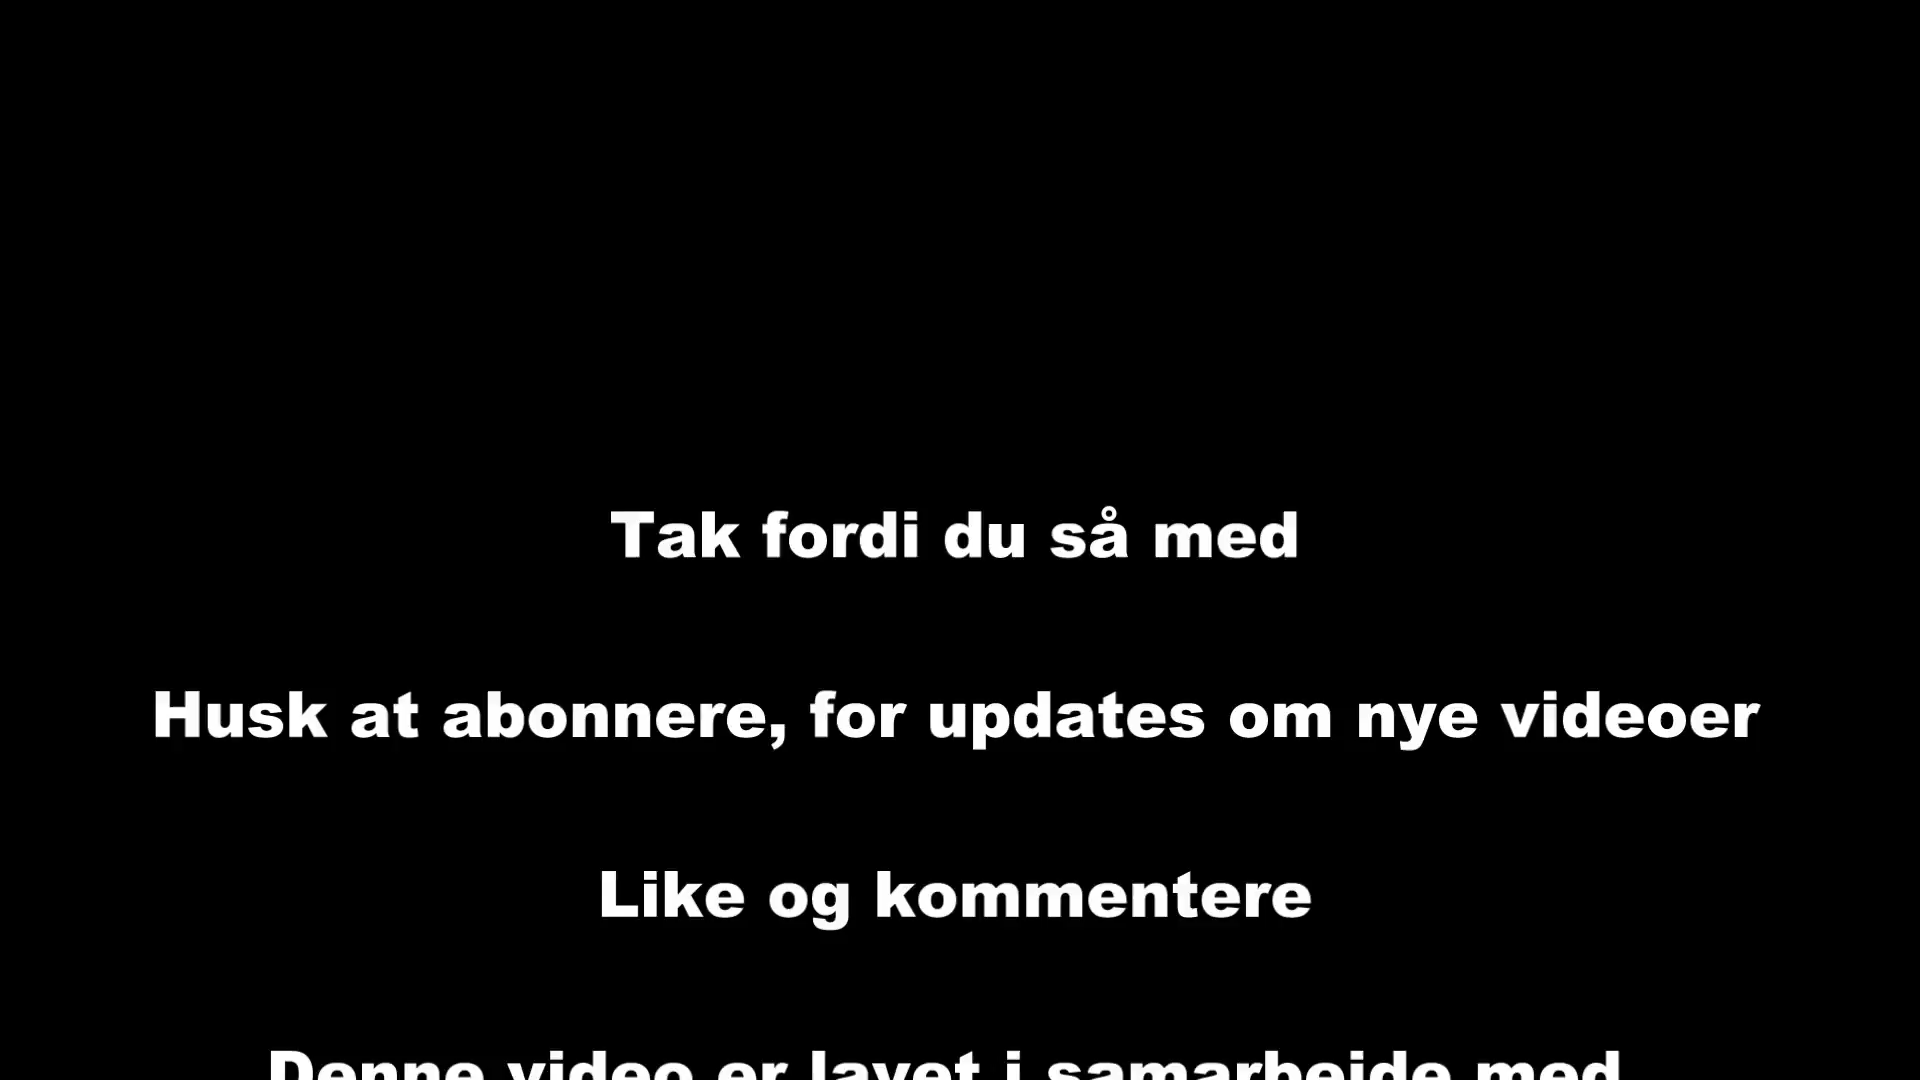 Tak fordi du så med
Husk at abonnere, for updates om nye videoer
Like og kommentere
Denne video er lavet i samarbejde med